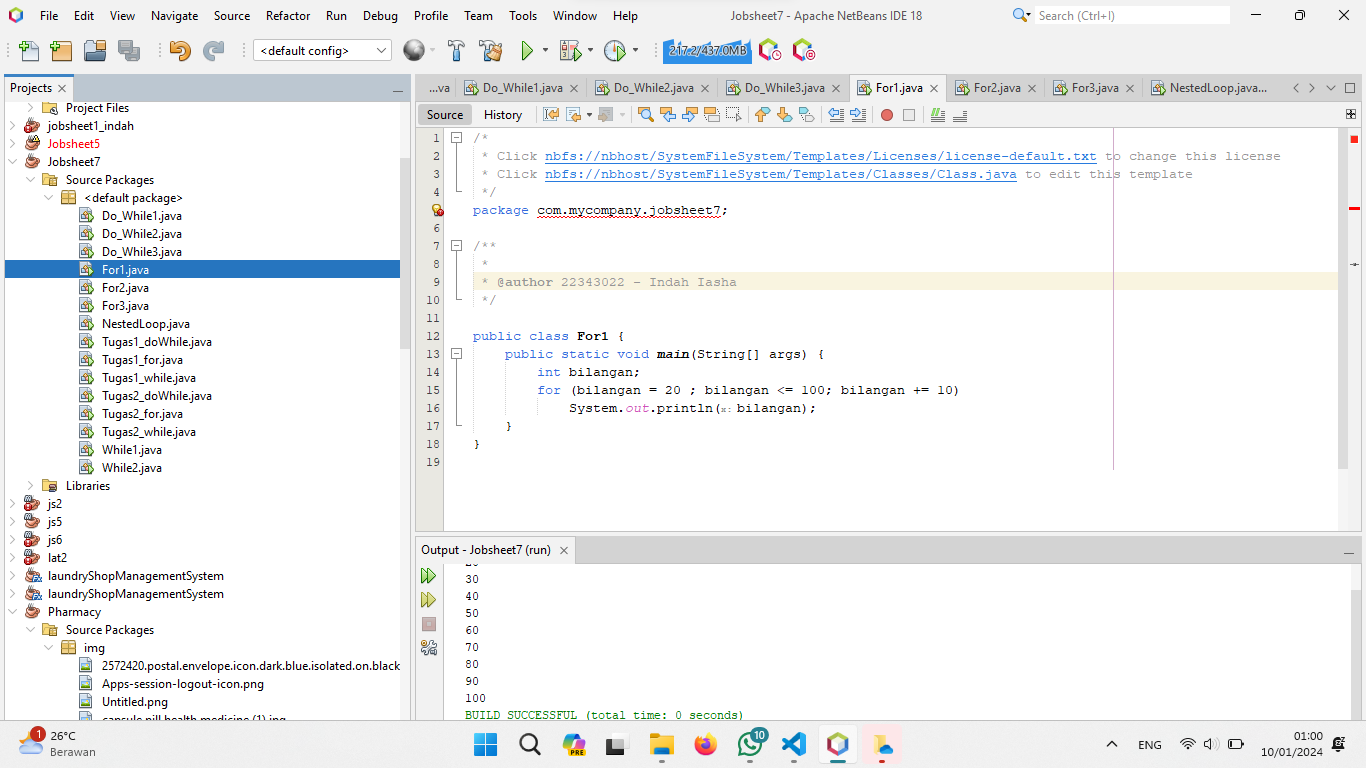 File Edit View Navigate Source Refactor Run Debug Profile Team Tools Window Help
Jobsheet7 - Apache NetBeans IDE 18
Search (Ctrl+I)
<default config>
217.2/437.0MB
Projects
Project Files
jobsheet1_indah
Jobsheet5
Jobsheet7
Source Packages
<default package>
Do_While1.java
Do_While2.java
Do_While3.java
For1.java
For2.java
For3.java
NestedLoop.java
Tugas1_doWhile.java
Tugas1_for.java
Tugas1_while.java
Tugas2_doWhile.java
Tugas2_for.java
Tugas2_while.java
While1.java
While2.java
Libraries
js2
js5
js6
lat2
laundryShopManagementSystem
laundryShopManagementSystem
Pharmacy
Source Packages
img
2572420.postal.envelope.icon.dark.blue.isolated.on.black
Apps-session-logout-icon.png
Untitled.png
capsule pill health medicine (1).jpg
...va Do_While1.java Do_While2.java Do_While3.java For1.java For2.java For3.java NestedLoop.java...
Source History
1 /*
2 * Click nbfs://nbhost/SystemFileSystem/Templates/Licenses/license-default.txt to change this license
3 * Click nbfs://nbhost/SystemFileSystem/Templates/Classes/Class.java to edit this template
4 */
package com.mycompany.jobsheet7;
6
7 /**
8 *
9 * @author 22343022 - Indah Iasha
10 */
11
12 public class For1 {
13 public static void main(String[] args) {
14 int bilangan;
15 for (bilangan = 20 ; bilangan <= 100; bilangan += 10)
16 System.out.println(x: bilangan);
17 }
18 }
19
Output - Jobsheet7 (run)
20
30
40
50
60
70
80
90
100
BUILD SUCCESSFUL (total time: 0 seconds)
1
26°C
Berawan
PRE
10
ENG
01:00
10/01/2024